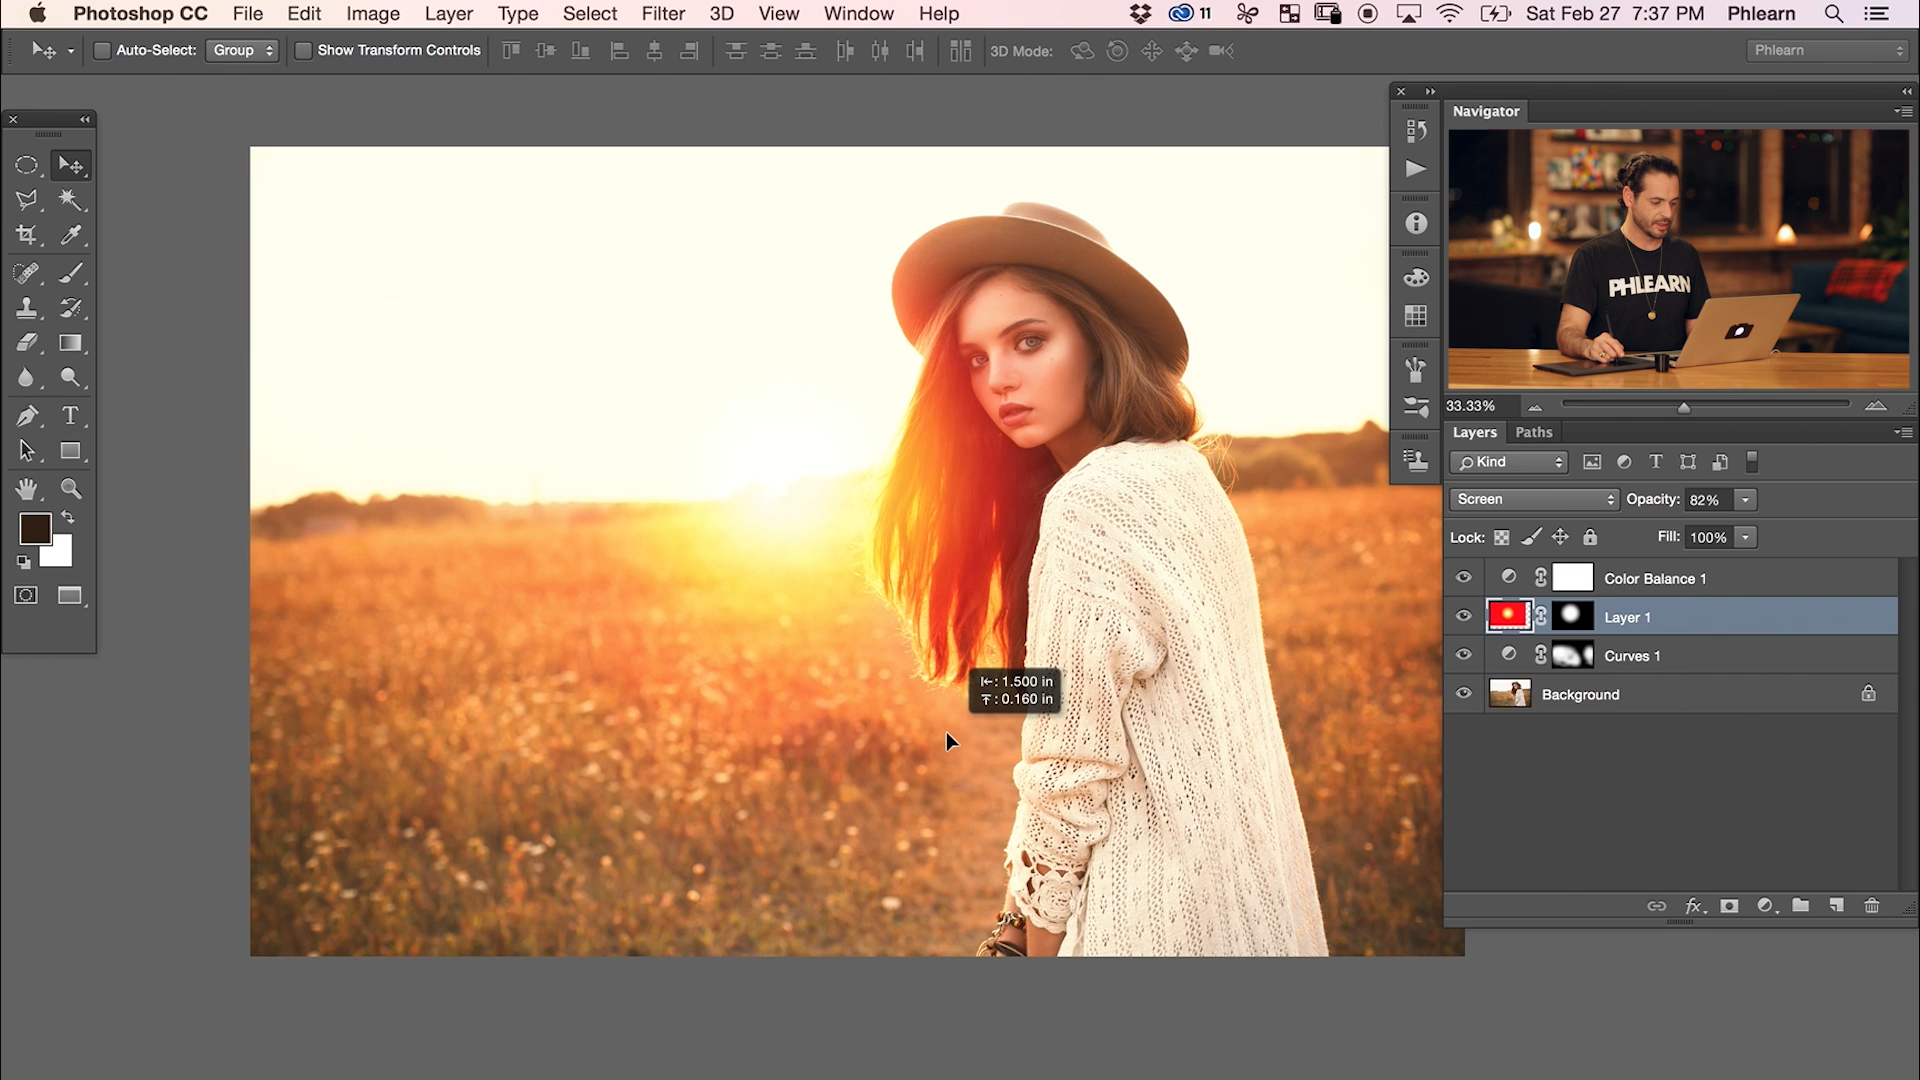 Photoshop CC File Edit Image Layer Type Select Filter 3D View Window Help 11 Sat Feb 27 7:37 PM Phlearn
Auto-Select: Group Show Transform Controls 3D Mode: Phlearn
Navigator
PHLEARN
33.33%
Layers Paths
Kind
Screen Opacity: 82%
Lock: Fill: 100%
Color Balance 1
Layer 1
Curves 1
Background
: 1.500 in
: 0.160 in